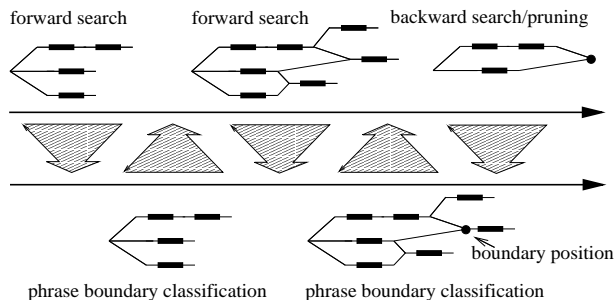 forward search
forward search
backward search/pruning
boundary position
phrase boundary classification
phrase boundary classification